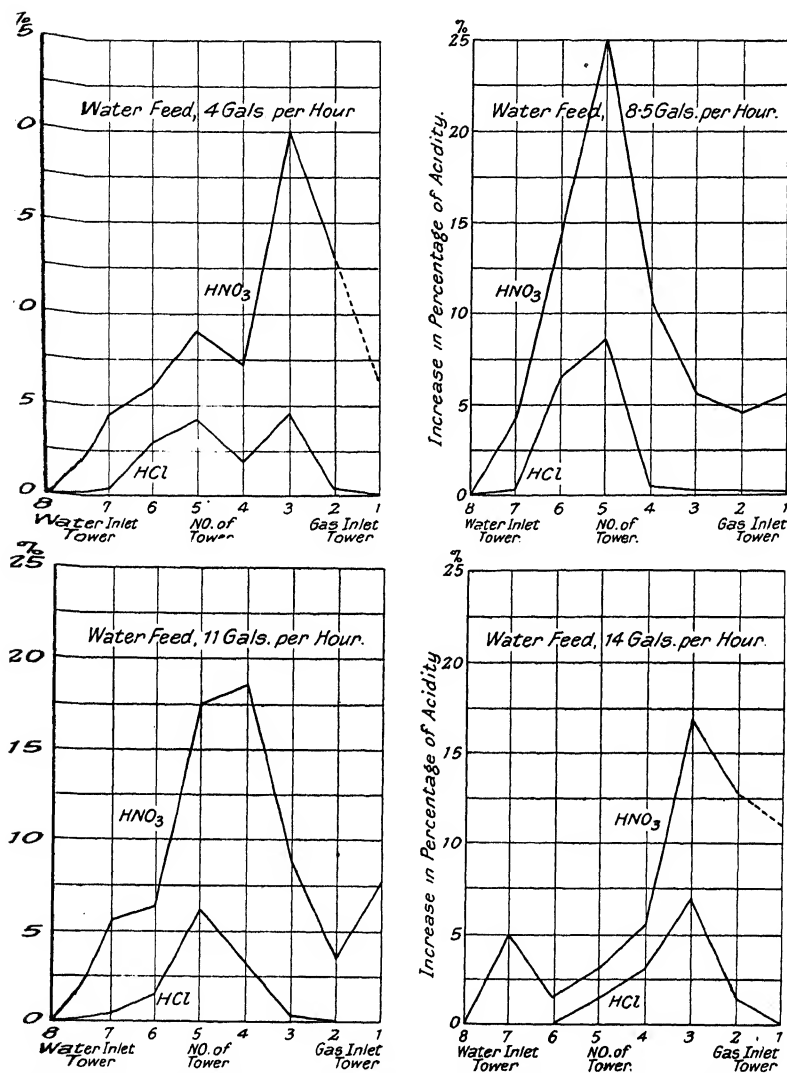 %
5
Water Feed, 4 Gals per Hour
0
5
0
5
0
HNO₃
HCl
8 7 6 5 4 3 2 1
Water Inlet Tower
NO. of Tower
Gas Inlet Tower
%
25
Water Feed, 8·5 Gals. per Hour.
20
15
10
5
0
Increase in Percentage of Acidity.
HNO₃
HCl
8 7 6 5 4 3 2 1
Water Inlet Tower.
NO. of Tower.
Gas Inlet Tower
%
25
Water Feed, 11 Gals. per Hour.
20
15
10
5
0
HNO₃
HCl
8 7 6 5 4 3 2 1
Water Inlet Tower
NO. of Tower
Gas Inlet Tower
%
25
Water Feed, 14 Gals. per Hour.
20
15
10
5
0
Increase in Percentage of Acidity
HNO₃
HCl
8 7 6 5 4 3 2 1
Water Inlet Tower.
NO. of Tower.
Gas Inlet Tower